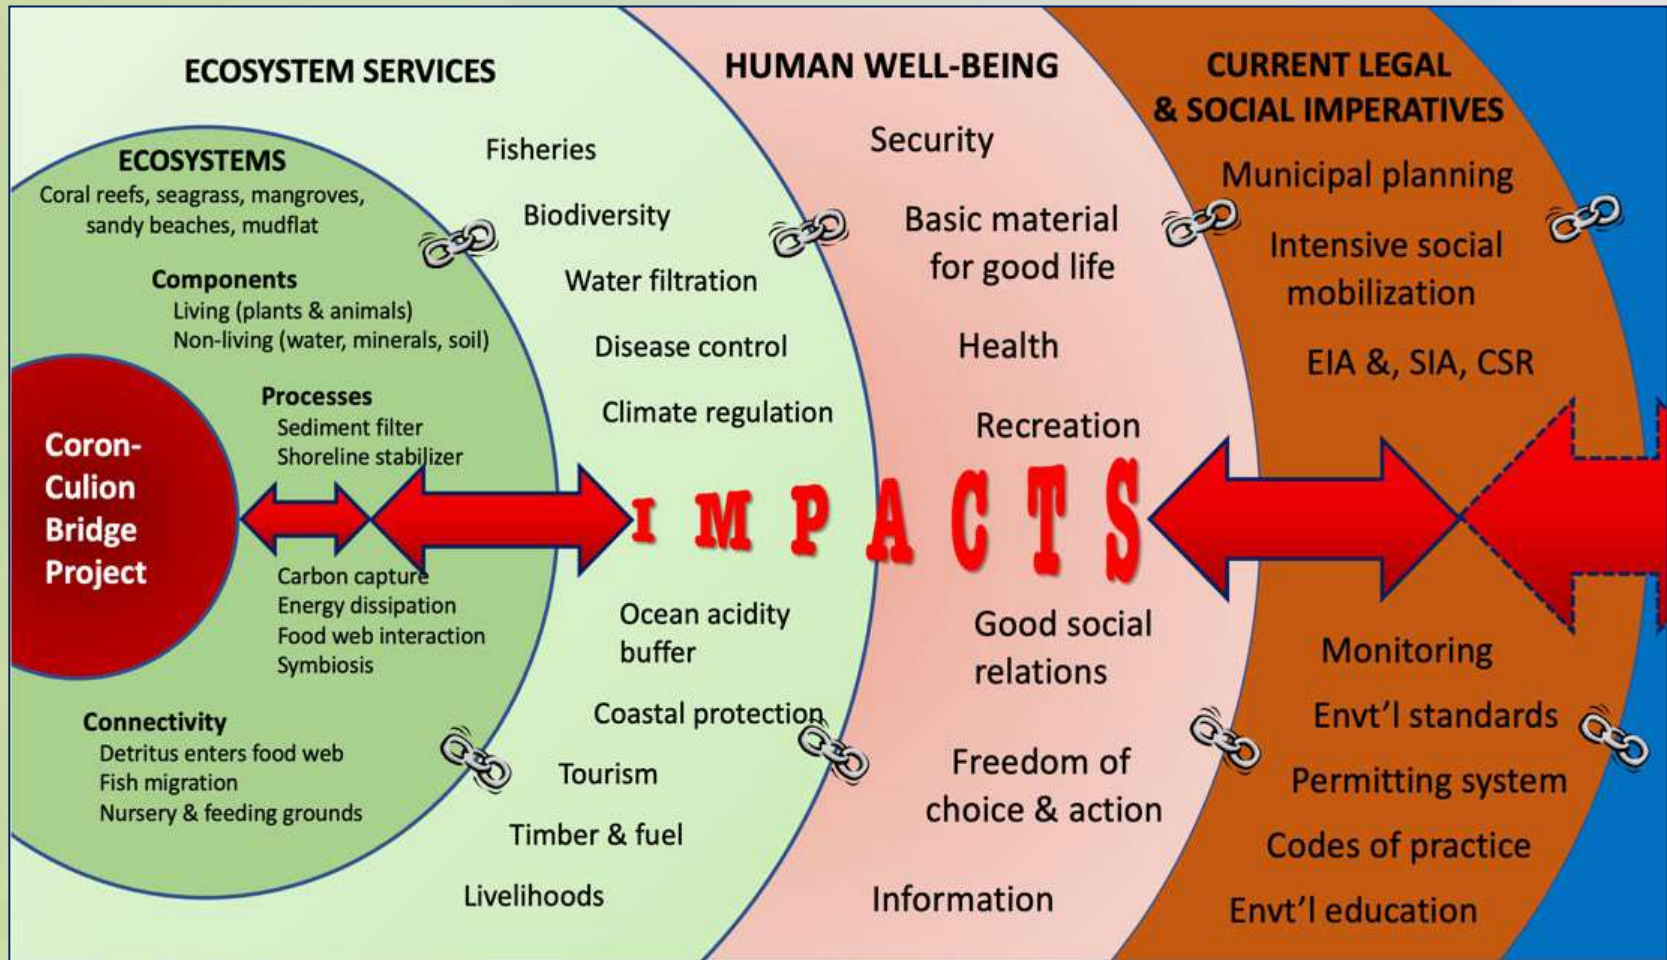 ECOSYSTEM SERVICES
HUMAN WELL-BEING
CURRENT LEGAL
& SOCIAL IMPERATIVES
ECOSYSTEMS
Coral reefs, seagrass, mangroves,
sandy beaches, mudflat
Components
Living (plants & animals)
Non-living (water, minerals, soil)
Processes
Sediment filter
Shoreline stabilizer
Carbon capture
Energy dissipation
Food web interaction
Symbiosis
Connectivity
Detritus enters food web
Fish migration
Nursery & feeding grounds
Coron-
Culion
Bridge
Project
Fisheries
Biodiversity
Water filtration
Disease control
Climate regulation
IMPACTS
Ocean acidity
buffer
Coastal protection
Tourism
Timber & fuel
Livelihoods
Security
Basic material
for good life
Health
Recreation
Good social
relations
Freedom of
choice & action
Information
Municipal planning
Intensive social
mobilization
EIA &, SIA, CSR
Monitoring
Envt'l standards
Permitting system
Codes of practice
Envt'l education